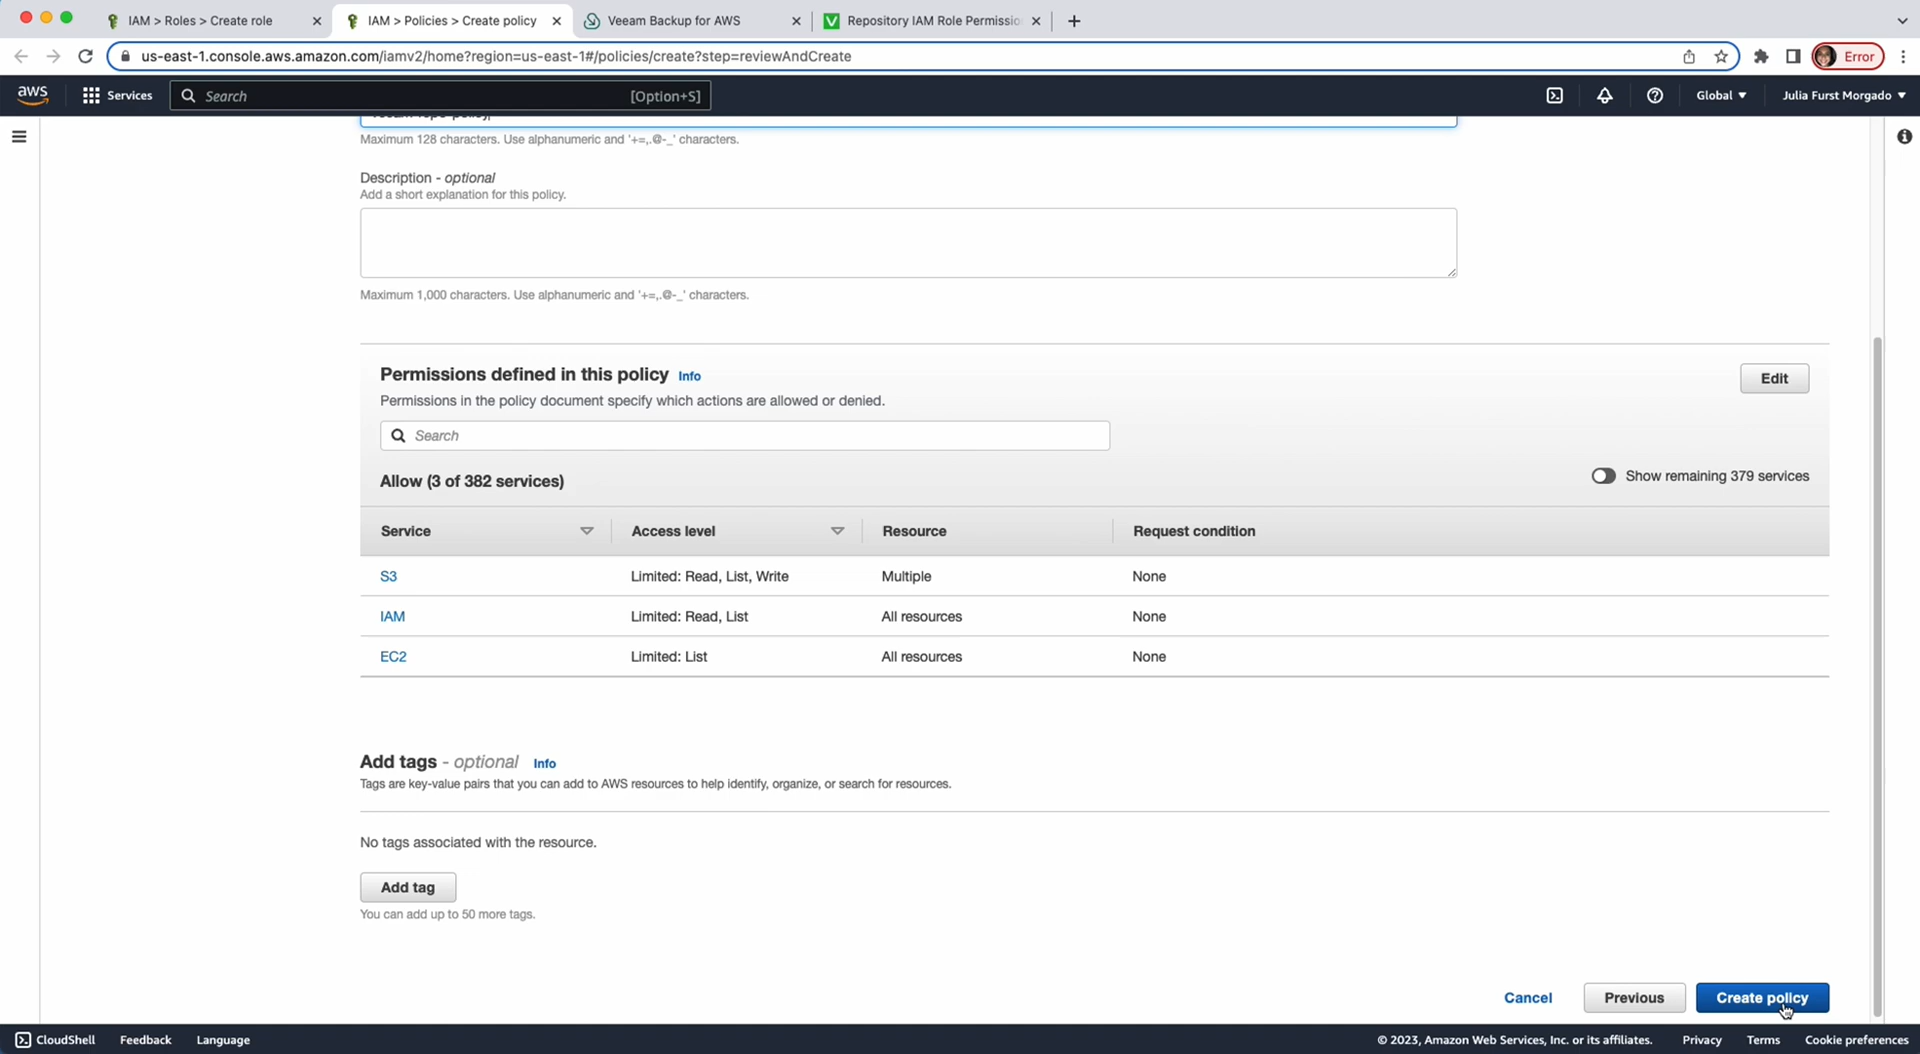 IAM > Roles > Create role
IAM > Policies > Create policy
Veeam Backup for AWS
Repository IAM Role Permissio
us-east-1.console.aws.amazon.com/iamv2/home?region=us-east-1#/policies/create?step=reviewAndCreate
Error
aws
Services
Search
[Option+S]
Global
Julia Furst Morgado
Maximum 128 characters. Use alphanumeric and '+=,.@-_' characters.
Description - optional
Add a short explanation for this policy.
Maximum 1,000 characters. Use alphanumeric and '+=,.@-_' characters.
Permissions defined in this policy Info
Edit
Permissions in the policy document specify which actions are allowed or denied.
Search
Allow (3 of 382 services)
Show remaining 379 services
Service Access level Resource Request condition
S3 Limited: Read, List, Write Multiple None
IAM Limited: Read, List All resources None
EC2 Limited: List All resources None
Add tags - optional Info
Tags are key-value pairs that you can add to AWS resources to help identify, organize, or search for resources.
No tags associated with the resource.
Add tag
You can add up to 50 more tags.
Cancel
Previous
Create policy
CloudShell
Feedback
Language
© 2023, Amazon Web Services, Inc. or its affiliates.
Privacy
Terms
Cookie preferences